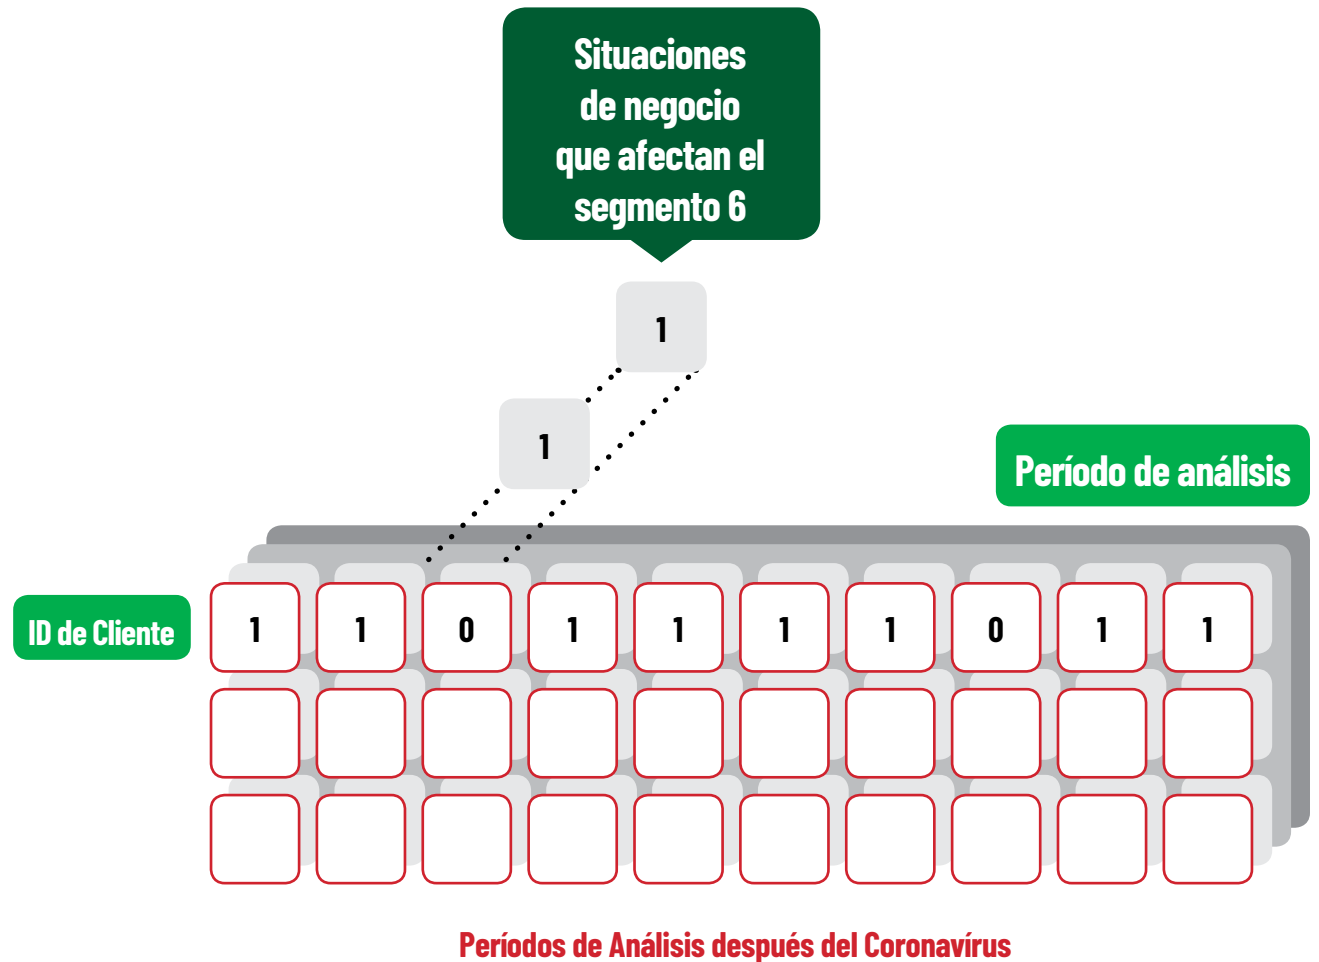 Situaciones
de negocio
que afectan el
segmento 6
1
1
Período de análisis
ID de Cliente
1 1 0 1 1 1 1 0 1 1
Períodos de Análisis después del Coronavírus